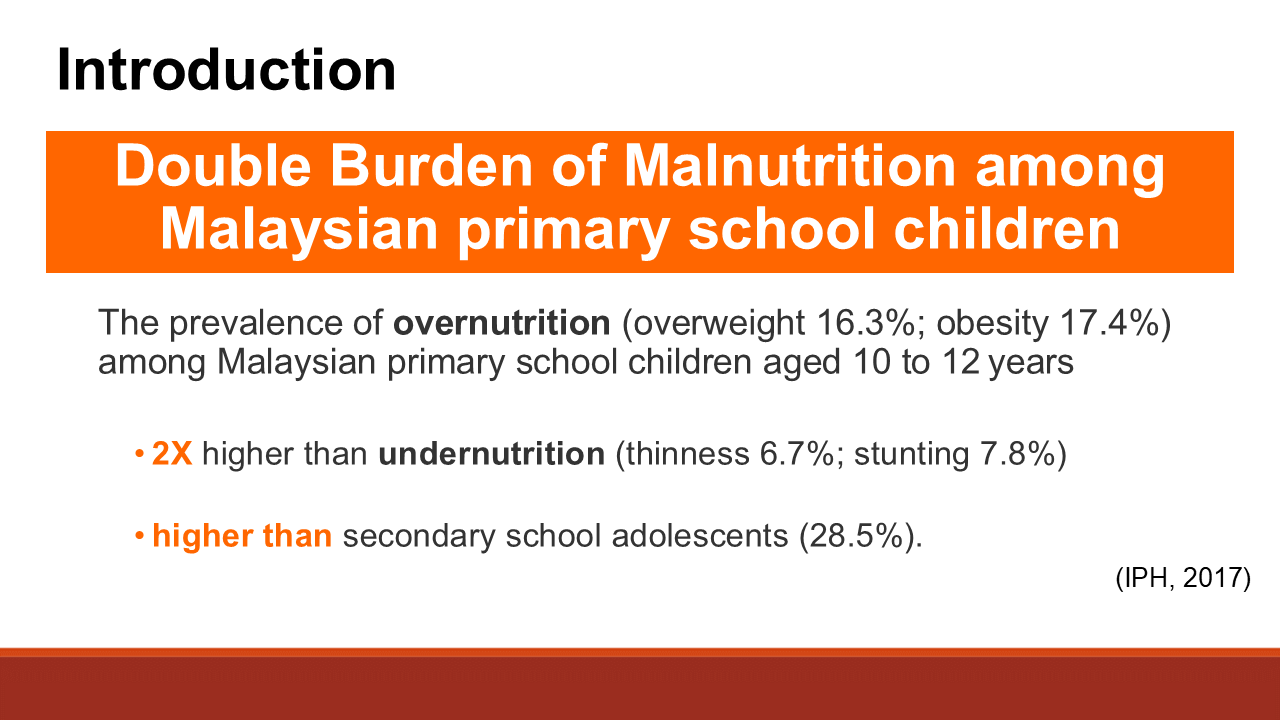 Introduction
Double Burden of Malnutrition among
Malaysian primary school children
The prevalence of overnutrition (overweight 16.3%; obesity 17.4%)
among Malaysian primary school children aged 10 to 12 years
• 2X higher than undernutrition (thinness 6.7%; stunting 7.8%)
• higher than secondary school adolescents (28.5%).
(IPH, 2017)